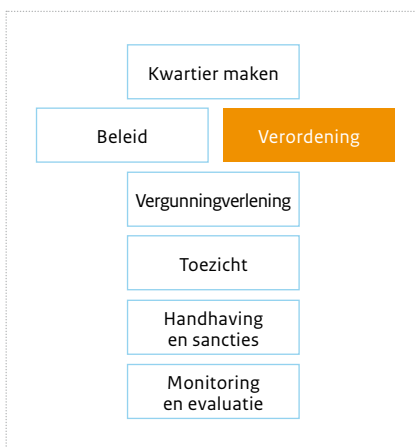 Kwartier maken
Beleid
Verordening
Vergunningverlening
Toezicht
Handhaving
en sancties
Monitoring
en evaluatie